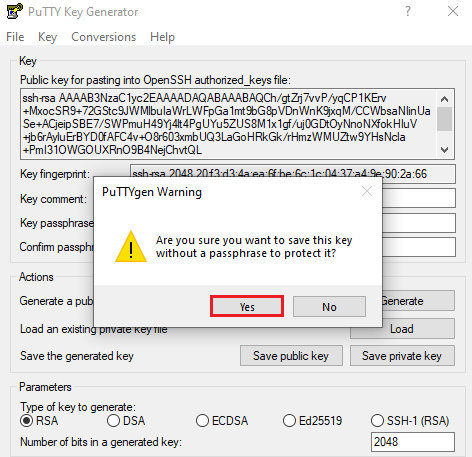 PuTTY Key Generator
File Key Conversions Help
Key
Public key for pasting into OpenSSH authorized_keys file:
ssh-rsa AAAAB3NzaC1yc2EAAAADAQABAAABAQCh/gtZrj7vvP/yqCP1KErv
+MxocSR9+72GStc9JWMlbuIaWrLWFpGa1mt9bG8pVDnWnK9jxqM/CCWbsaNlinUa
Se+ACjeipSBE7/SWPmuH49Yj4lt4PgUYu5ZUS8M1x1gf/uj0GDtOyNnoNXfokHIuV
+jb6rAyluErBYD0fAFC4v+O8r603xmbUQ3LaGoHRkGk/rHmzWMUZtw9YHsNcla
+PmI31OWGOUXRnO9B4NejChvtQL
Key fingerprint: ssh-rsa 2048 20:f3:d3:4a:ea:6f:be:6c:1c:04:37:a4:9e:90:2a:66
Key comment:
Key passphrase
Confirm passphr
PuTTYgen Warning
Are you sure you want to save this key
without a passphrase to protect it?
Yes No
Actions
Generate a pub Generate
Load an existing private key file Load
Save the generated key Save public key Save private key
Parameters
Type of key to generate:
RSA DSA ECDSA Ed25519 SSH-1 (RSA)
Number of bits in a generated key: 2048